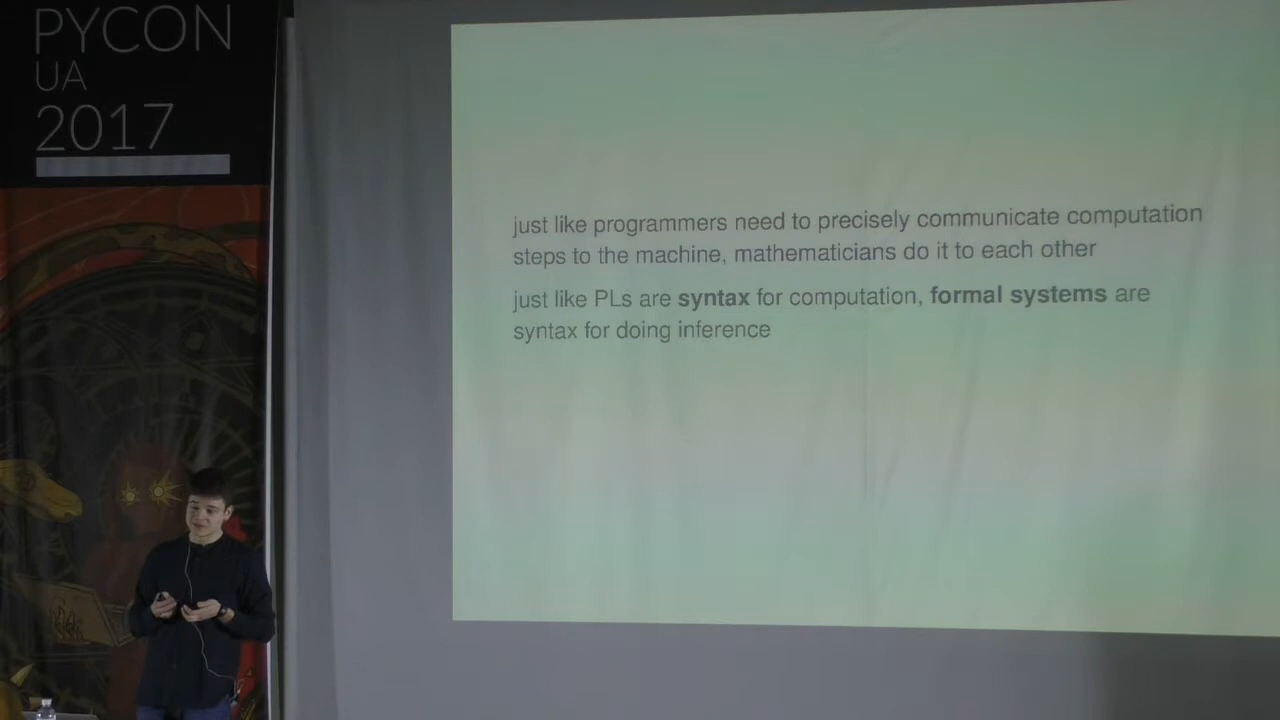 PYCON
UA
2017
just like programmers need to precisely communicate computation
steps to the machine, mathematicians do it to each other
just like PLs are syntax for computation, formal systems are
syntax for doing inference